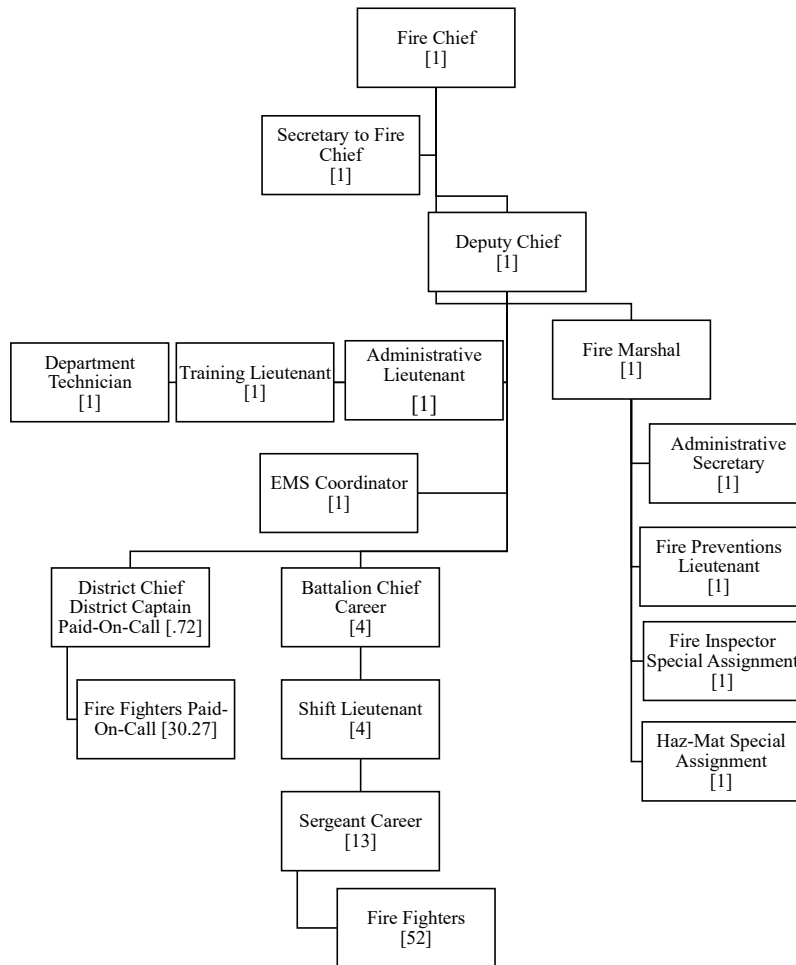 Fire Chief
[1]
Secretary to Fire
Chief
[1]
Deputy Chief
[1]
Department
Technician
[1]
Training Lieutenant
[1]
Administrative
Lieutenant
[1]
Fire Marshal
[1]
Administrative
Secretary
[1]
EMS Coordinator
[1]
Fire Preventions
Lieutenant
[1]
District Chief
District Captain
Paid-On-Call [.72]
Battalion Chief
Career
[4]
Fire Inspector
Special Assignment
[1]
Fire Fighters Paid-
On-Call [30.27]
Shift Lieutenant
[4]
Haz-Mat Special
Assignment
[1]
Sergeant Career
[13]
Fire Fighters
[52]